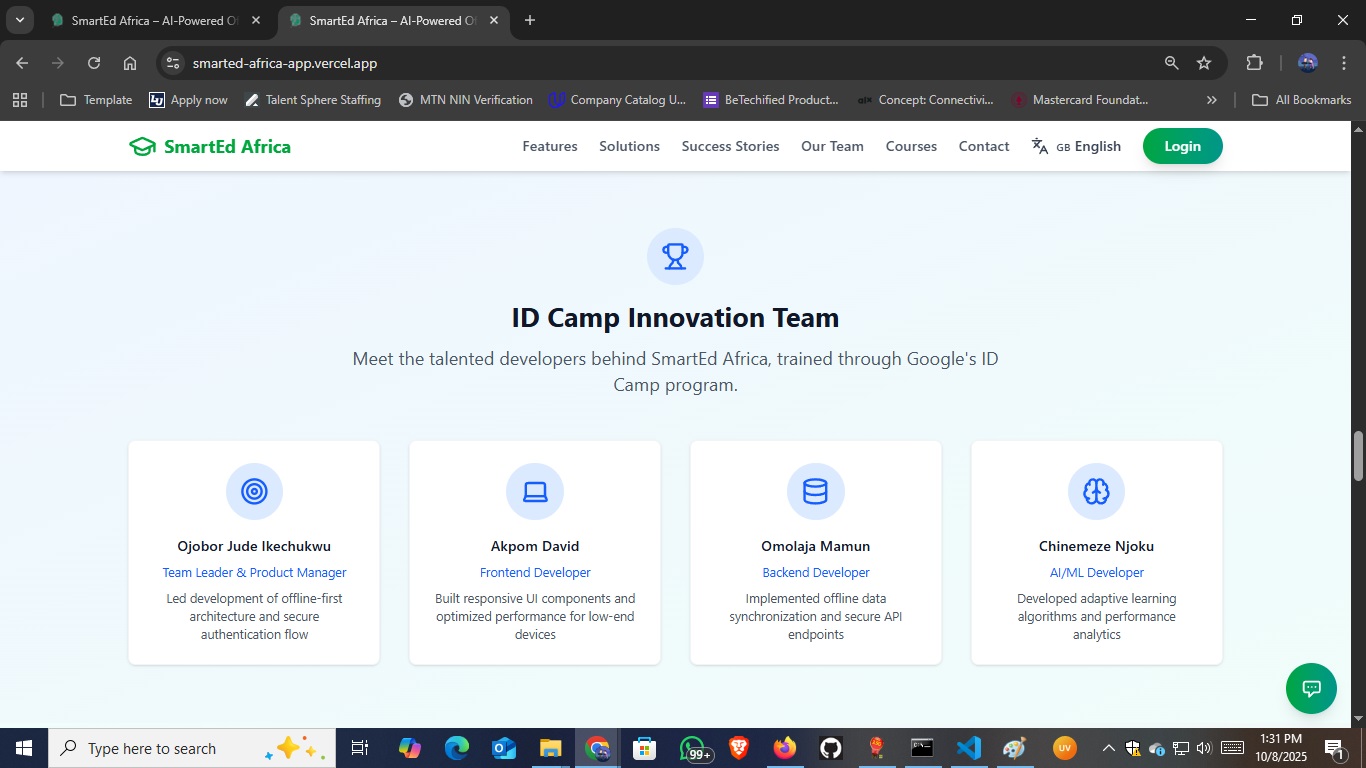 SmartEd Africa – AI-Powered Of
SmartEd Africa – AI-Powered Of
smarted-africa-app.vercel.app
Template
Apply now
Talent Sphere Staffing
MTN NIN Verification
Company Catalog U...
BeTechified Product...
Concept: Connectivi...
Mastercard Foundat...
All Bookmarks
SmartEd Africa
Features
Solutions
Success Stories
Our Team
Courses
Contact
GB English
Login
ID Camp Innovation Team
Meet the talented developers behind SmartEd Africa, trained through Google's ID
Camp program.
Ojobor Jude Ikechukwu
Team Leader & Product Manager
Led development of offline-first
architecture and secure
authentication flow
Akpom David
Frontend Developer
Built responsive UI components and
optimized performance for low-end
devices
Omolaja Mamun
Backend Developer
Implemented offline data
synchronization and secure API
endpoints
Chinemeze Njoku
AI/ML Developer
Developed adaptive learning
algorithms and performance
analytics
Type here to search
99+
UV
1:31 PM
10/8/2025
1